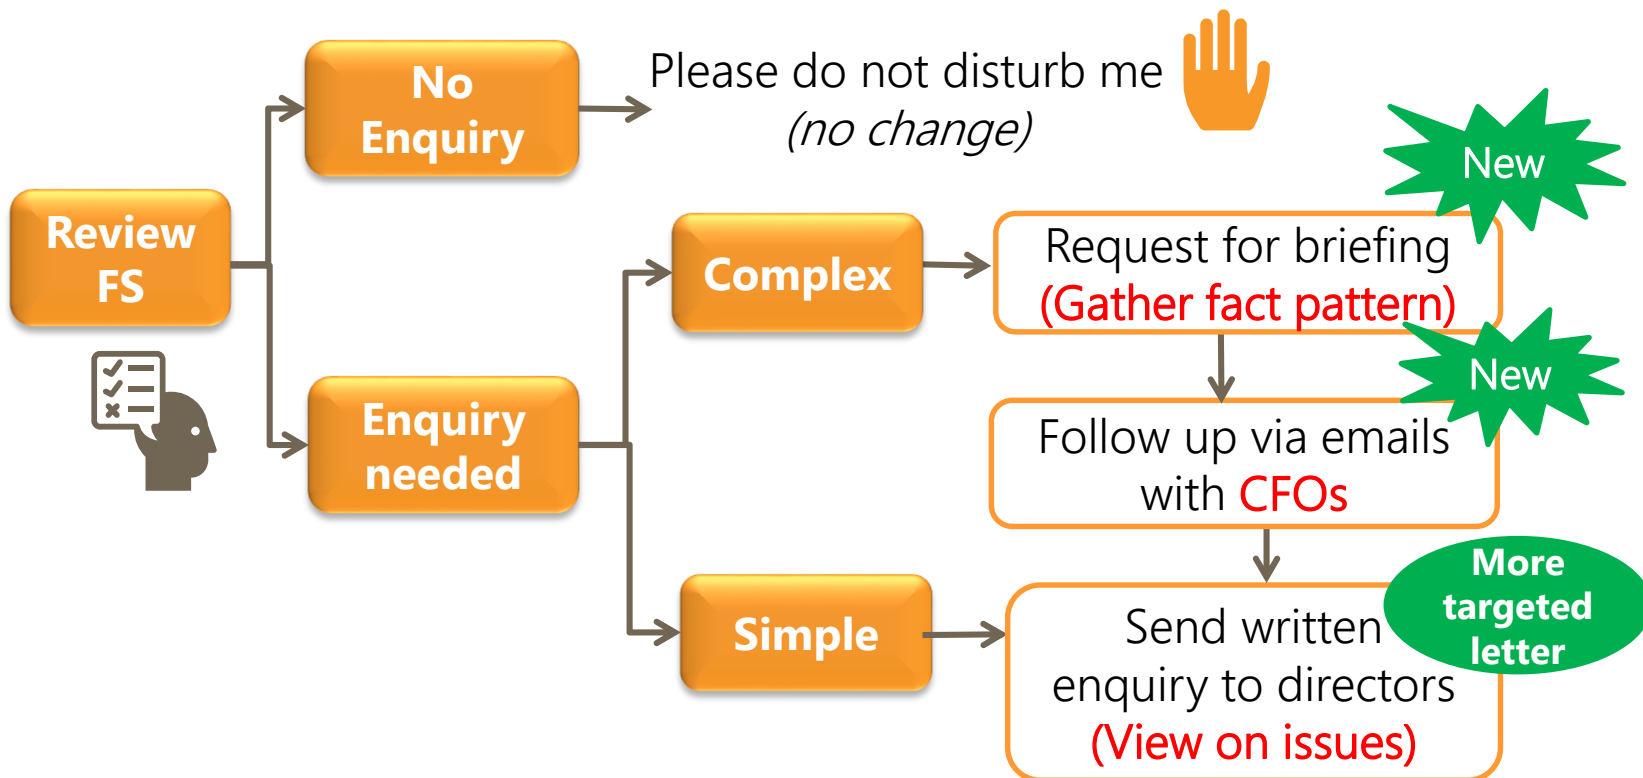 No
Enquiry
Please do not disturb me
(no change)
New
Review
FS
Complex
Request for briefing
(Gather fact pattern)
New
Enquiry
needed
Follow up via emails
with CFOs
More
targeted
letter
Simple
Send written
enquiry to directors
(View on issues)